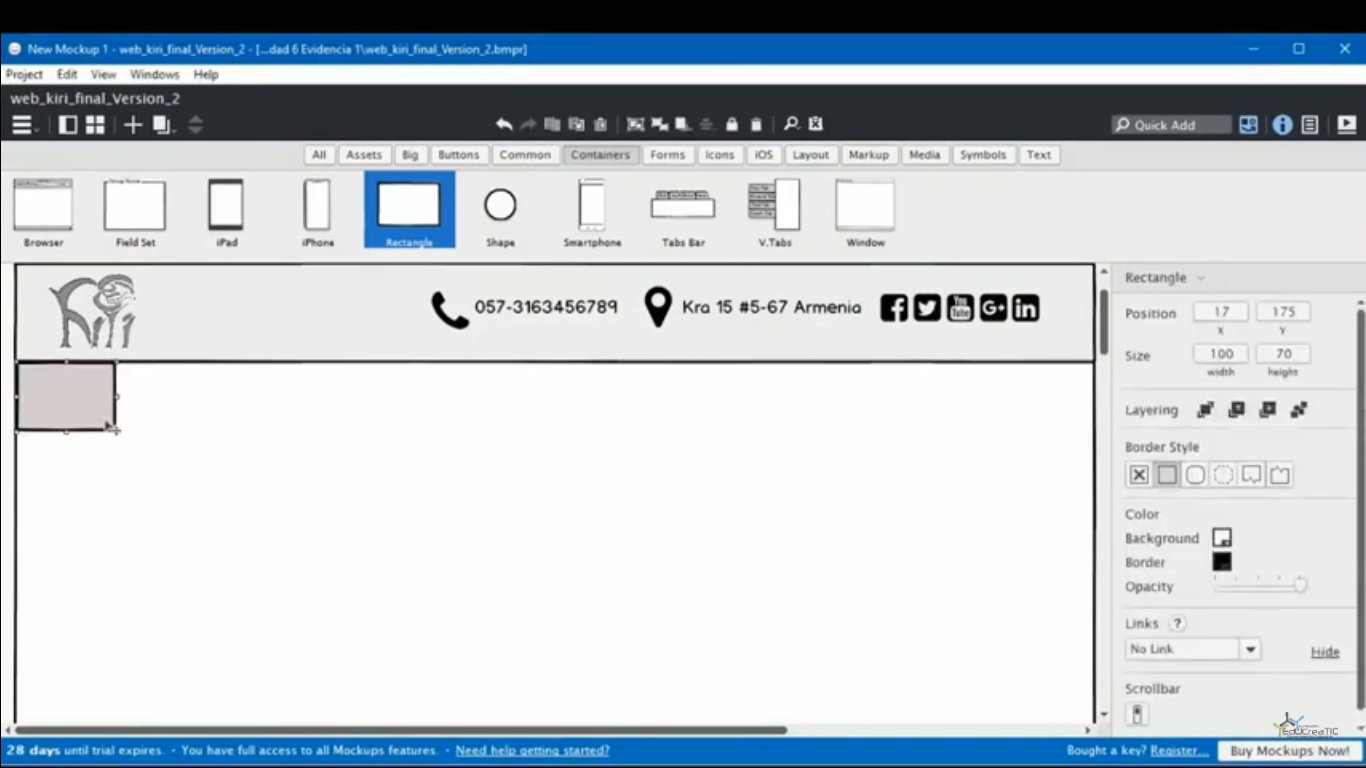 New Mockup 1 - web_kiri_final_Version_2 - [...dad 6 Evidencia 1\web_kiri_final_Version_2.bmpr]
Project Edit View Windows Help
web_kiri_final_Version_2
Quick Add
All Assets Big Buttons Common Containers Forms Icons iOS Layout Markup Media Symbols Text
Browser Field Set iPad iPhone Rectangle Shape Smartphone Tabs Bar V.Tabs Window
Kiri 057-3163456789 Kra 15 #5-67 Armenia You Tube G+ in
Rectangle
Position 17 175
X Y
Size 100 70
width height
Layering
Border Style
Color
Background
Border
Opacity
Links ?
No Link Hide
Scrollbar
EduCreaTIC
28 days until trial expires. - You have full access to all Mockups features. - Need help getting started? Bought a key? Register... Buy Mockups Now!